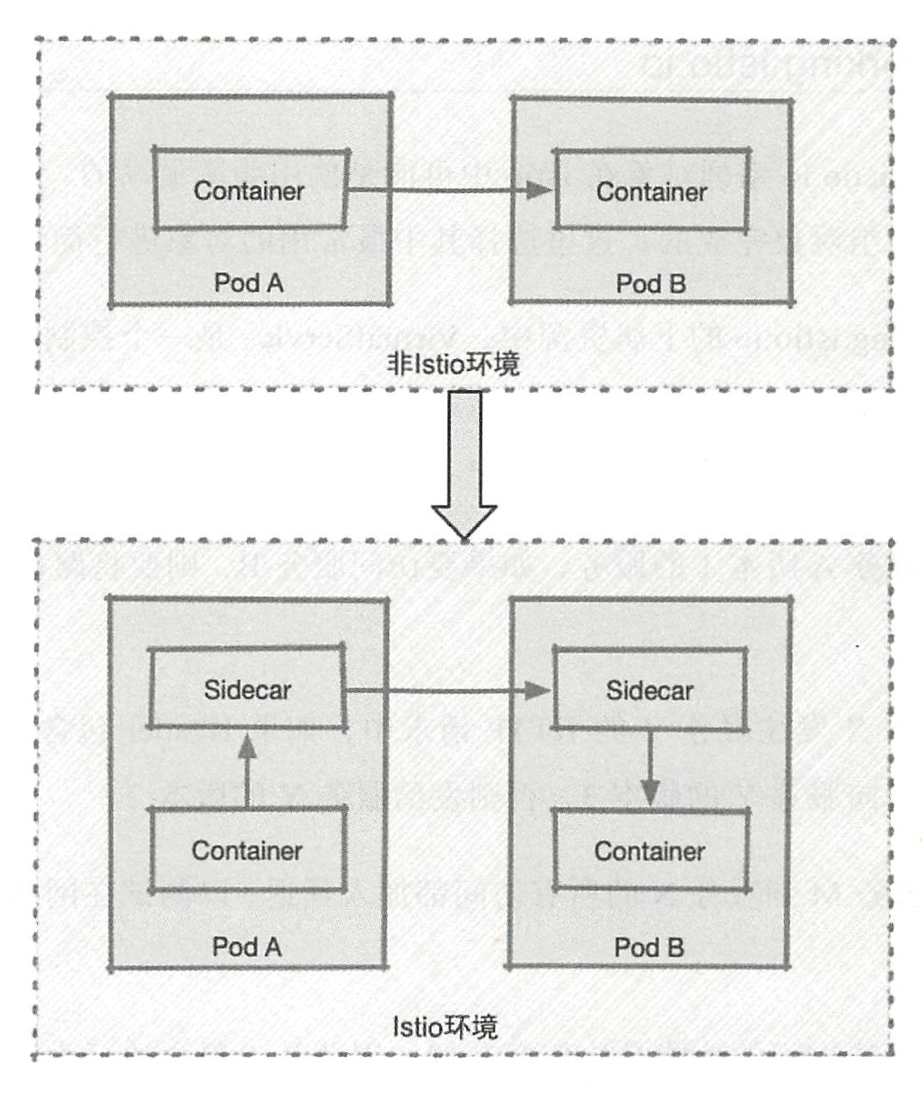 Container
Container
Pod A
Pod B
非Istio环境
Sidecar
Sidecar
Container
Container
Pod A
Pod B
Istio环境